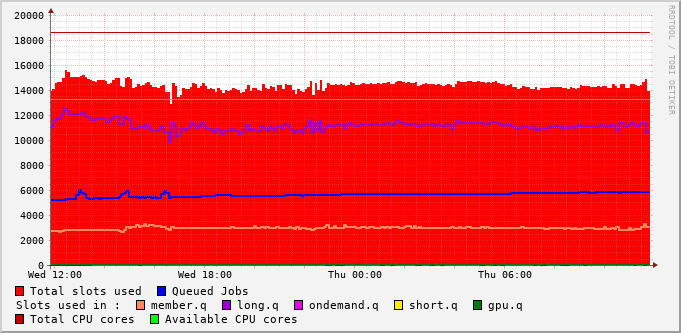 20000
18000
16000
14000
12000
10000
8000
6000
4000
2000
0
Wed 12:00 Wed 18:00 Thu 00:00 Thu 06:00
RRDTOOL / TOBI OETIKER
Total slots used Queued Jobs
Slots used in : member.q long.q ondemand.q short.q gpu.q
Total CPU cores Available CPU cores